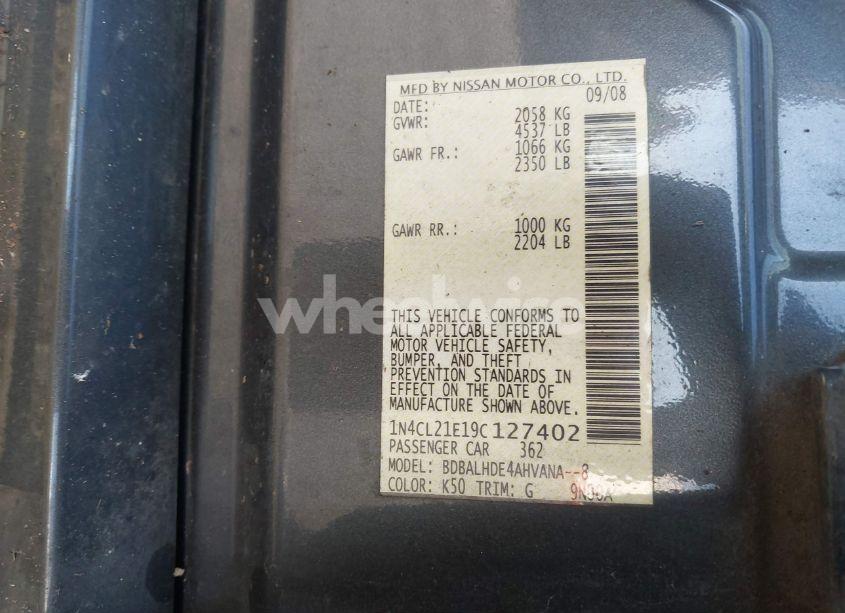 MFD BY NISSAN MOTOR CO., LTD.
DATE: 09/08
GVWR: 2058 KG
4537 LB
GAWR FR.: 1066 KG
2350 LB
GAWR RR.: 1000 KG
2204 LB
THIS VEHICLE CONFORMS TO
ALL APPLICABLE FEDERAL
MOTOR VEHICLE SAFETY,
BUMPER, AND THEFT
PREVENTION STANDARDS IN
EFFECT ON THE DATE OF
MANUFACTURE SHOWN ABOVE.
1N4CL21E19C127402
PASSENGER CAR 362
MODEL: BDBALHDE4AHVANA--8
COLOR: K50 TRIM: G